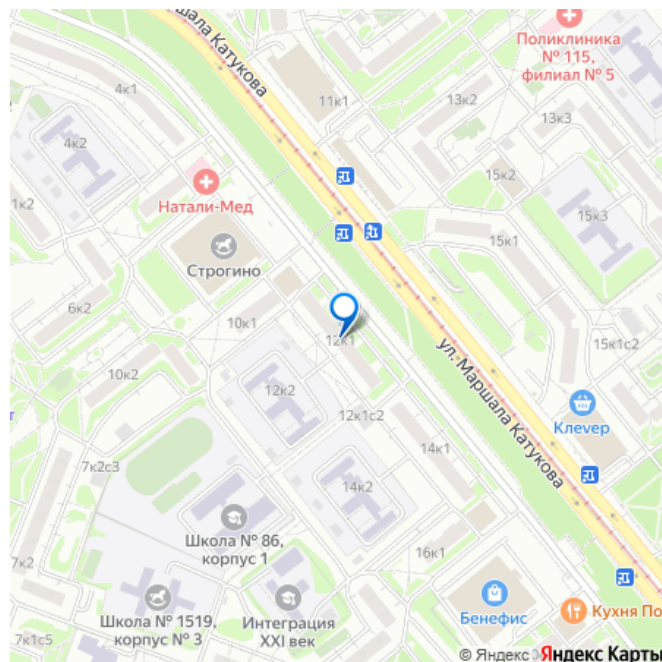 Маршала Катукова
Поликлиника
№ 115,
филиал № 5
4к1
11к1
13к2
13к3
4к2
15к2
Натали-Мед
1к2
15к3
Строгино
15к1
6к2
10к1
12к1
15к1с2
10к2
ул. Маршала Катукова
12к2
Клевер
12к1с2
14к1
7к2с3
14к2
Школа № 86,
корпус 1
16к1
7к2
Школа № 1519,
корпус № 3
Интеграция
XXI век
Бенефис
Кухня По
7к1с5
© Яндекс Яндекс Карты